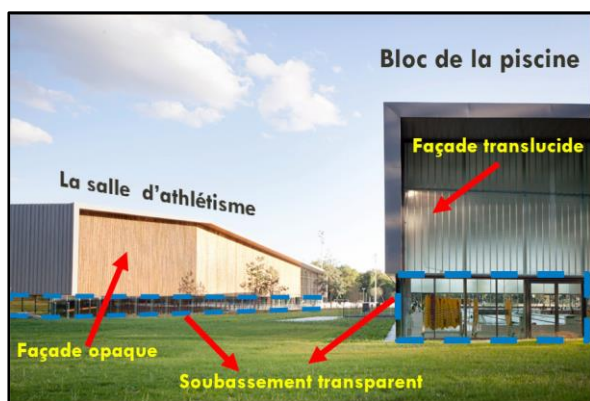 Bloc de la piscine
Façade translucide
La salle d'athlétisme
Façade opaque
Soubassement transparent